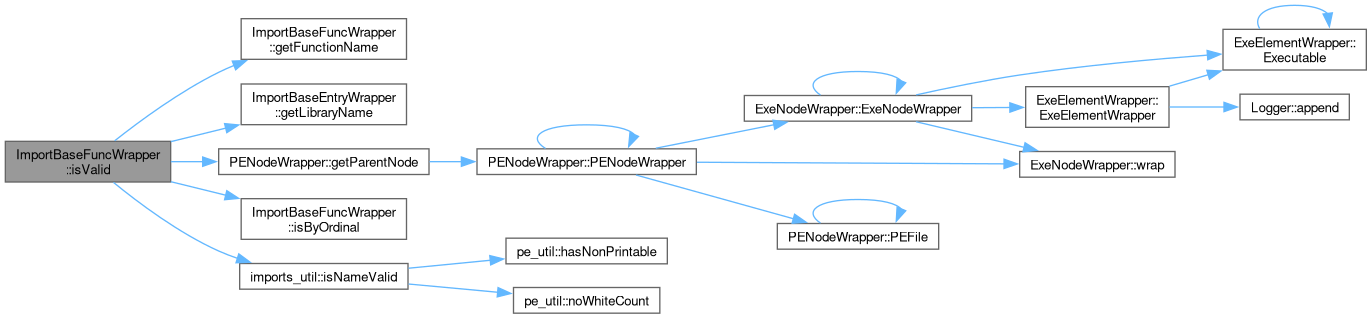 ImportBaseFuncWrapper
::isValid
ImportBaseFuncWrapper
::getFunctionName
ImportBaseEntryWrapper
::getLibraryName
PENodeWrapper::getParentNode
ImportBaseFuncWrapper
::isByOrdinal
imports_util::isNameValid
PENodeWrapper::PENodeWrapper
pe_util::hasNonPrintable
pe_util::noWhiteCount
ExeNodeWrapper::ExeNodeWrapper
PENodeWrapper::PEFile
ExeElementWrapper::
ExeElementWrapper
ExeNodeWrapper::wrap
ExeElementWrapper::
Executable
Logger::append